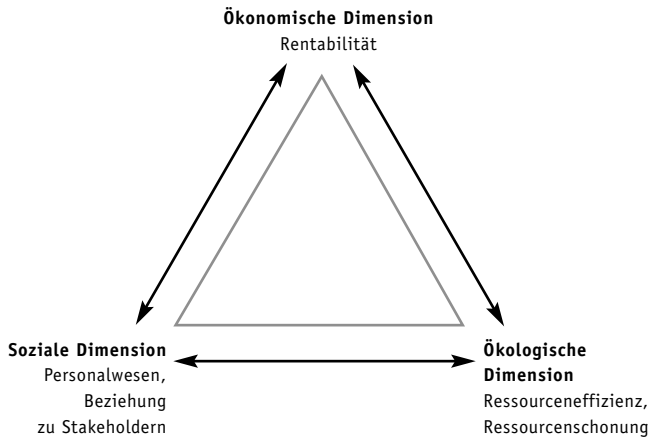 Ökonomische Dimension
Rentabilität
Soziale Dimension
Personalwesen,
Beziehung
zu Stakeholdern
Ökologische
Dimension
Ressourceneffizienz,
Ressourcenschonung